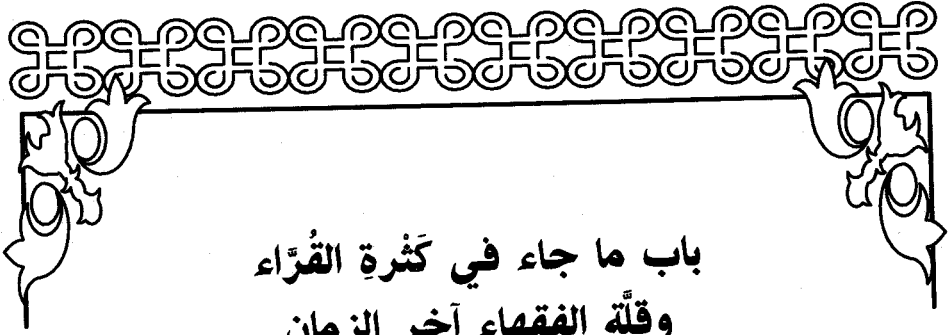 باب ما جاء في كَثْرةِ القُرَّاء
وقلَّة الفقهاء آخر الزمان